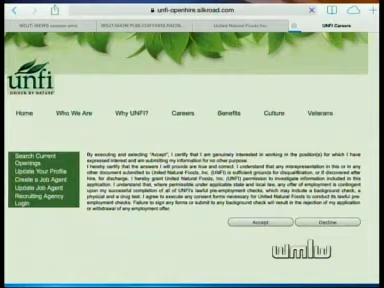 unfi-openhire.silkroad.com
United Natural Foods Inc.
UNFI Careers
unfi
DRIVEN BY NATURE
Home Who We Are Why UNFI? Careers Benefits Culture Veterans
Search Current
Openings
Update Your Profile
Create a Job Agent
Update Job Agent
Recruiting Agency
Login
By executing and selecting "Accept", I certify that I am genuinely interested in working in the position(s) for which I have
expressed interest and am submitting my information for no other purpose.
I hereby certify that the answers I will provide are true and correct. I understand that any misrepresentation in this or in any
other document submitted to United Natural Foods, Inc. (UNFI) is sufficient grounds for disqualification, or if discovered after
hire, for discharge. I hereby grant United Natural Foods, Inc. (UNFI) permission to investigate information included in this
application. I understand that, where permissible under applicable state and local law, any offer of employment is contingent
upon my successful completion of all of UNFI's lawful pre-employment checks, which may include a background check, a
physical and a drug test. I agree to execute any consent forms necessary for United Natural Foods to conduct its lawful pre-
employment checks. Failure to sign any forms or submit to any background check will result in the rejection of my application
or withdrawal of any employment offer.
Accept Decline
wmlw